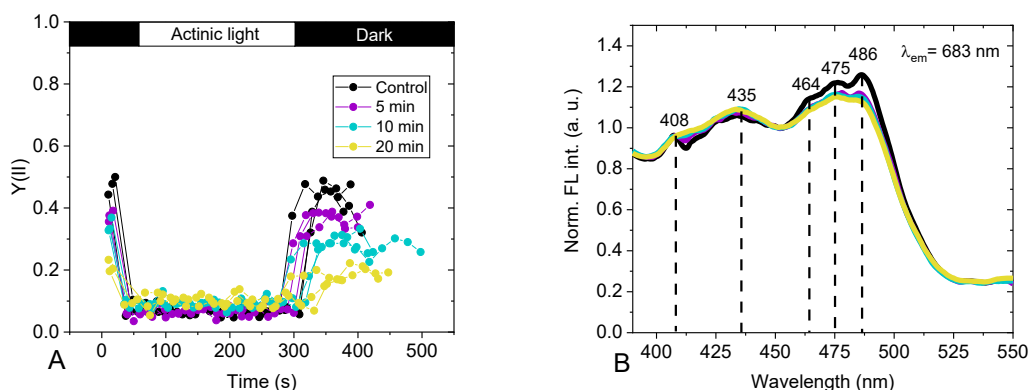 Actinic light Dark
1.0
0.8
0.6
0.4
0.2
0.0
Y(II)
Control
5 min
10 min
20 min
0 100 200 300 400 500
Time (s)
A
1.4
1.2
1.0
0.8
0.6
0.4
0.2
Norm. FL int. (a. u.)
408
435
464
475
486
λem= 683 nm
400 425 450 475 500 525 550
Wavelength (nm)
B